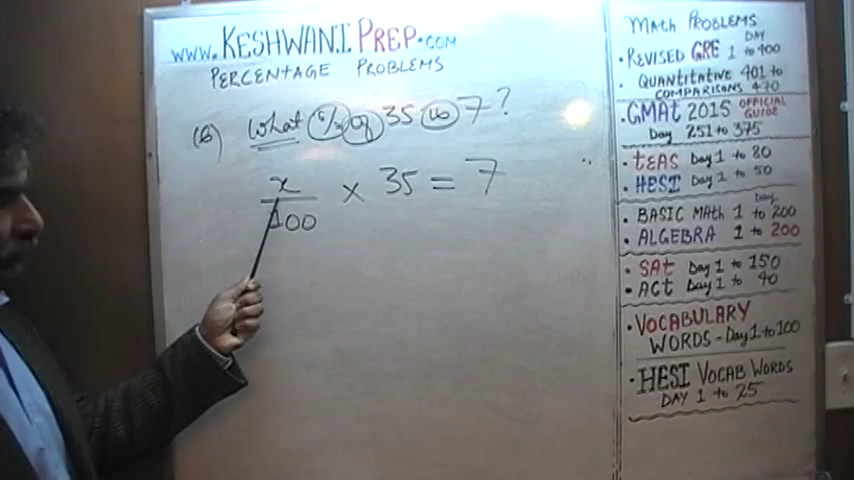 www.KESHWANIPREP.COM
PERCENTAGE PROBLEMS
(6) What % of 35 is 7?
x
100
× 35 = 7
MATH PROBLEMS
DAY
• REVISED GRE 1 to 400
• QUANTITATIVE 401 to
COMPARISONS 470
• GMAT 2015 OFFICIAL
GUIDE
Day 251 to 375
• TEAS Day 1 to 80
• HESI Day 1 to 50
Day
• BASIC MATH 1 to 200
• ALGEBRA 1 to 200
• SAT Day 1 to 150
• ACT Day 1 to 40
• VOCABULARY
WORDS - Day 1 to 100
• HESI VOCAB WORDS
DAY 1 to 25